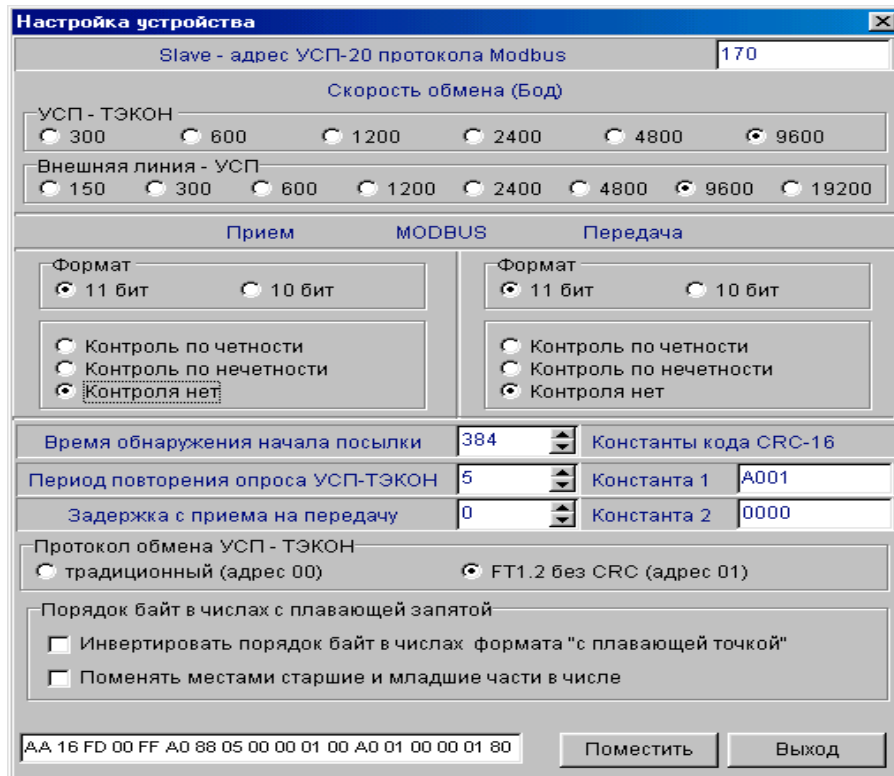 Настройка устройства
Slave - адрес УСП-20 протокола Modbus 170
Скорость обмена (Бод)
УСП - ТЭКОН
300 600 1200 2400 4800 9600
Внешняя линия - УСП
150 300 600 1200 2400 4800 9600 19200
Прием MODBUS Передача
Формат Формат
11 бит 10 бит 11 бит 10 бит
Контроль по четности Контроль по четности
Контроль по нечетности Контроль по нечетности
Контроля нет Контроля нет
Время обнаружения начала посылки 384 Константы кода CRC-16
Период повторения опроса УСП-ТЭКОН 5 Константа 1 A001
Задержка с приема на передачу 0 Константа 2 0000
Протокол обмена УСП - ТЭКОН
традиционный (адрес 00) FT1.2 без CRC (адрес 01)
Порядок байт в числах с плавающей запятой
Инвертировать порядок байт в числах формата "с плавающей точкой"
Поменять местами старшие и младшие части в числе
AA 16 FD 00 FF A0 88 05 00 00 01 00 A0 01 00 00 01 80 Поместить Выход